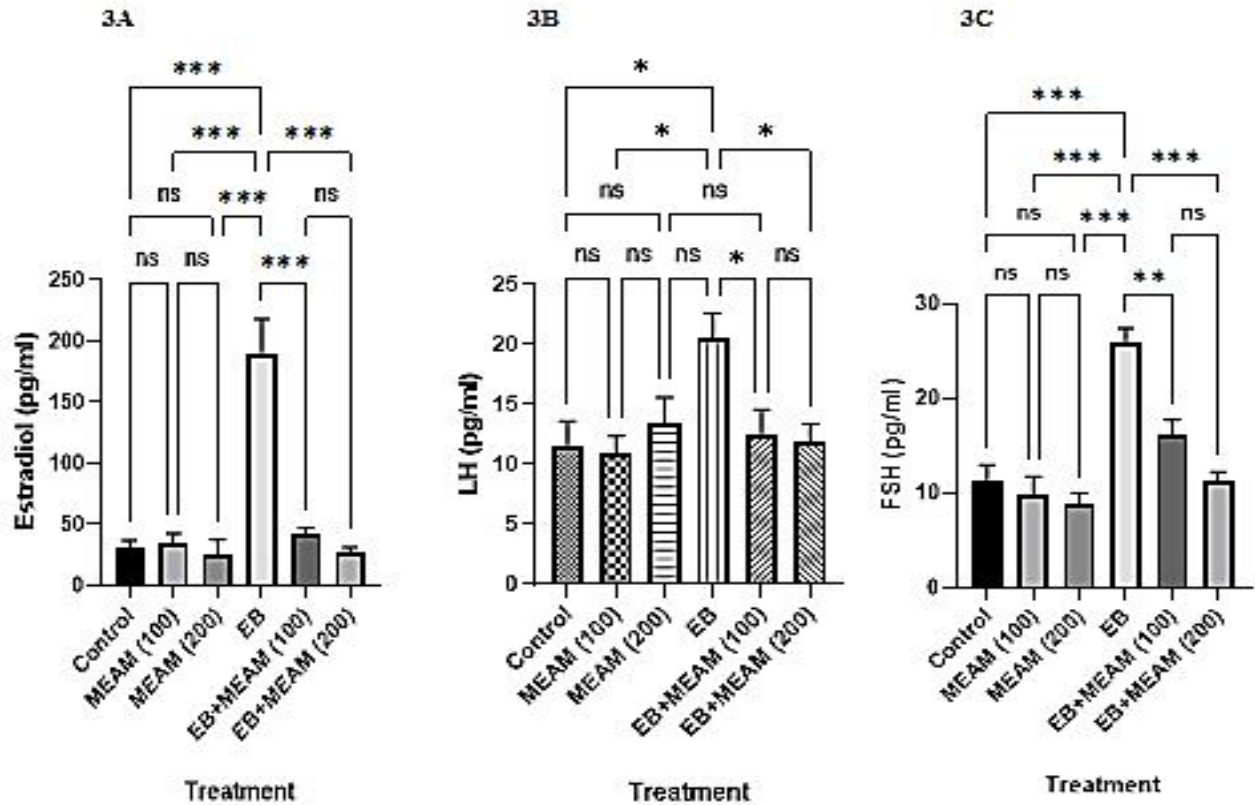 3A
***
*** ***
ns *** ns
ns ns ***
250
200
150
100
50
0
Estradiol (pg/ml)
Control
MEAM (100)
MEAM (200)
EB
EB+MEAM (100)
EB+MEAM (200)
Treatment
3B
*
* *
ns ns
ns ns ns * ns
25
20
15
10
5
0
LH (pg/ml)
Control
MEAM (100)
MEAM (200)
EB
EB+MEAM (100)
EB+MEAM (200)
Treatment
3C
***
*** ***
ns *** ns
ns ns **
30
20
10
0
FSH (pg/ml)
Control
MEAM (100)
MEAM (200)
EB
EB+MEAM (100)
EB+MEAM (200)
Treatment